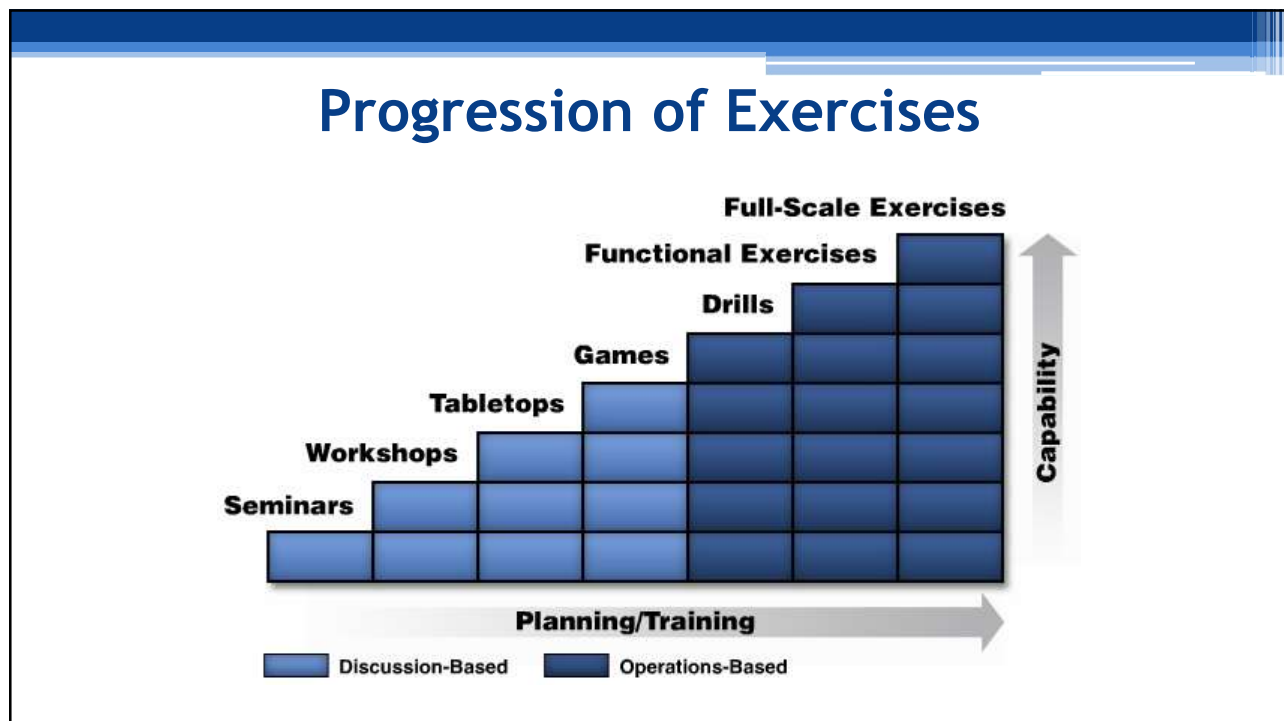 Progression of Exercises
Full-Scale Exercises
Functional Exercises
Drills
Games
Tabletops
Workshops
Seminars
Capability
Planning/Training
Discussion-Based
Operations-Based